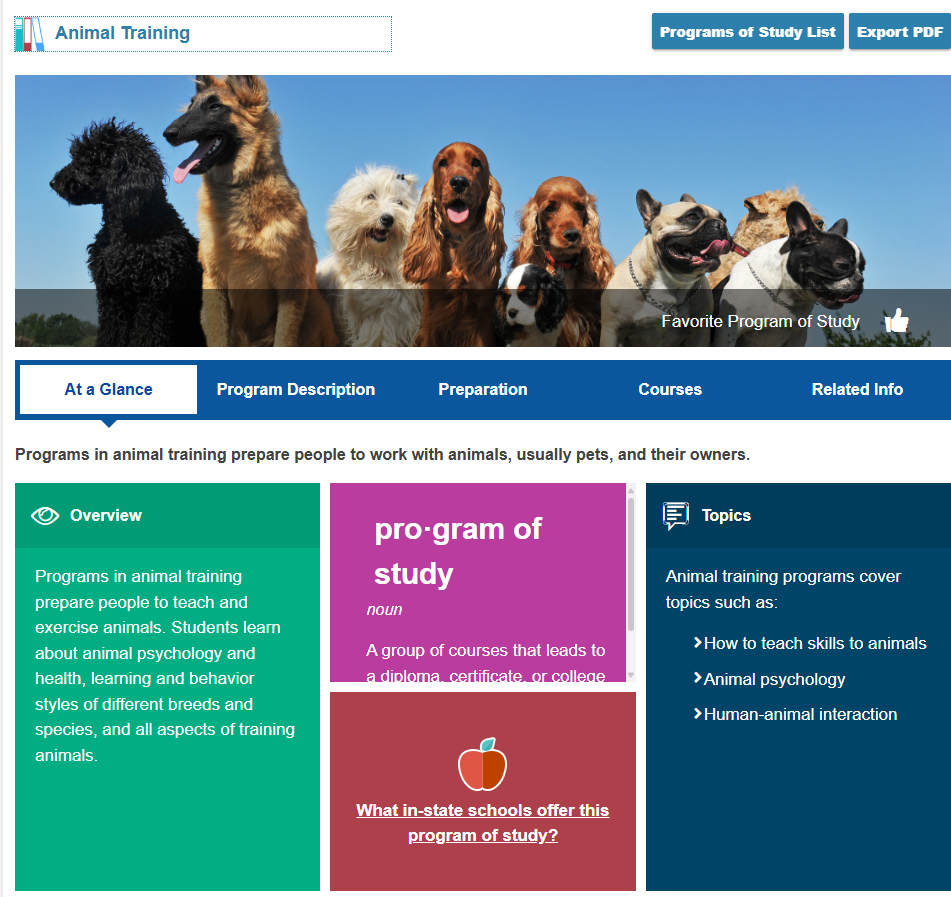 Animal Training
Programs of Study List
Export PDF
Favorite Program of Study
At a Glance
Program Description
Preparation
Courses
Related Info
Programs in animal training prepare people to work with animals, usually pets, and their owners.
Overview
Programs in animal training
prepare people to teach and
exercise animals. Students learn
about animal psychology and
health, learning and behavior
styles of different breeds and
species, and all aspects of training
animals.
pro·gram of
study
noun
A group of courses that leads to
a diploma, certificate, or college
What in-state schools offer this
program of study?
Topics
Animal training programs cover
topics such as:
How to teach skills to animals
Animal psychology
Human-animal interaction